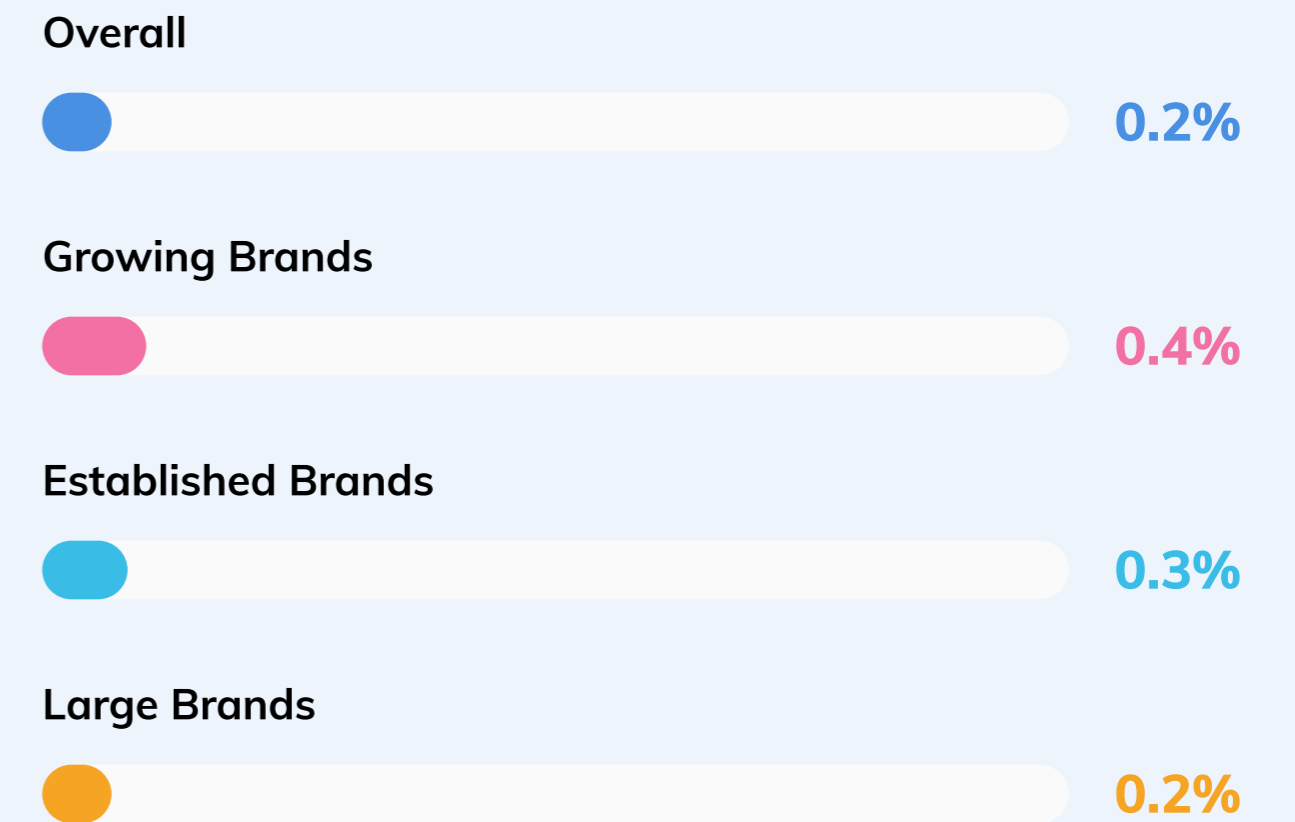 Overall
0.2%
Growing Brands
0.4%
Established Brands
0.3%
Large Brands
0.2%